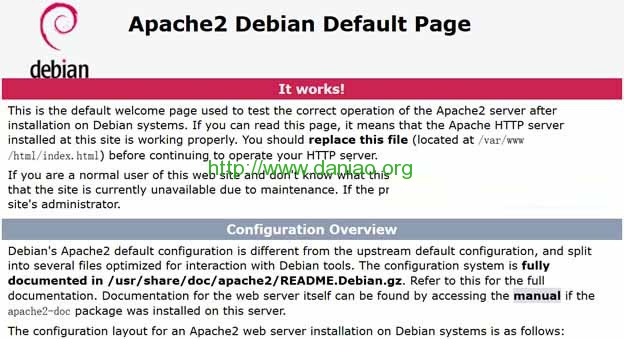 Apache2 Debian Default Page
debian
It works!
This is the default welcome page used to test the correct operation of the Apache2 server after
installation on Debian systems. If you can read this page, it means that the Apache HTTP server
installed at this site is working properly. You should replace this file (located at /var/www
/html/index.html) before continuing to operate your HTTP server.
http://www.daniao.org
If you are a normal user of this web site and don't know what this
that the site is currently unavailable due to maintenance. If the pr
site's administrator.
Configuration Overview
Debian's Apache2 default configuration is different from the upstream default configuration, and split
into several files optimized for interaction with Debian tools. The configuration system is fully
documented in /usr/share/doc/apache2/README.Debian.gz. Refer to this for the full
documentation. Documentation for the web server itself can be found by accessing the manual if the
apache2-doc package was installed on this server.
The configuration layout for an Apache2 web server installation on Debian systems is as follows: